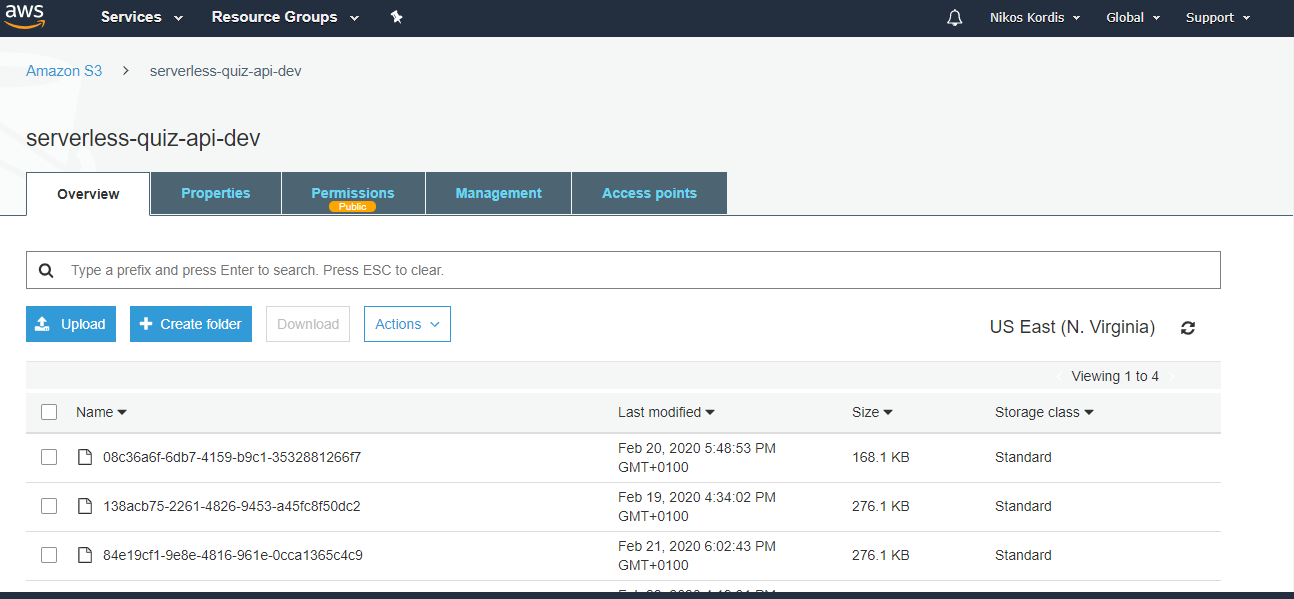 aws Services Resource Groups Nikos Kordis Global Support
Amazon S3 > serverless-quiz-api-dev
serverless-quiz-api-dev
Overview Properties Permissions Management Access points
Public
Type a prefix and press Enter to search. Press ESC to clear.
Upload Create folder Download Actions US East (N. Virginia)
Viewing 1 to 4
Name Last modified Size Storage class
08c36a6f-6db7-4159-b9c1-3532881266f7 Feb 20, 2020 5:48:53 PM 168.1 KB Standard
GMT+0100
138acb75-2261-4826-9453-a45fc8f50dc2 Feb 19, 2020 4:34:02 PM 276.1 KB Standard
GMT+0100
84e19cf1-9e8e-4816-961e-0cca1365c4c9 Feb 21, 2020 6:02:43 PM 276.1 KB Standard
GMT+0100